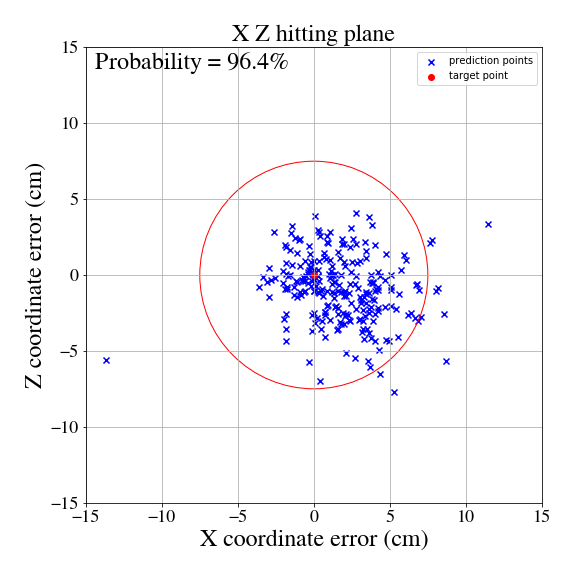 X Z hitting plane
Probability = 96.4%
prediction points
target point
Z coordinate error (cm)
15
10
5
0
−5
−10
−15
−15
−10
−5
0
5
10
15
X coordinate error (cm)